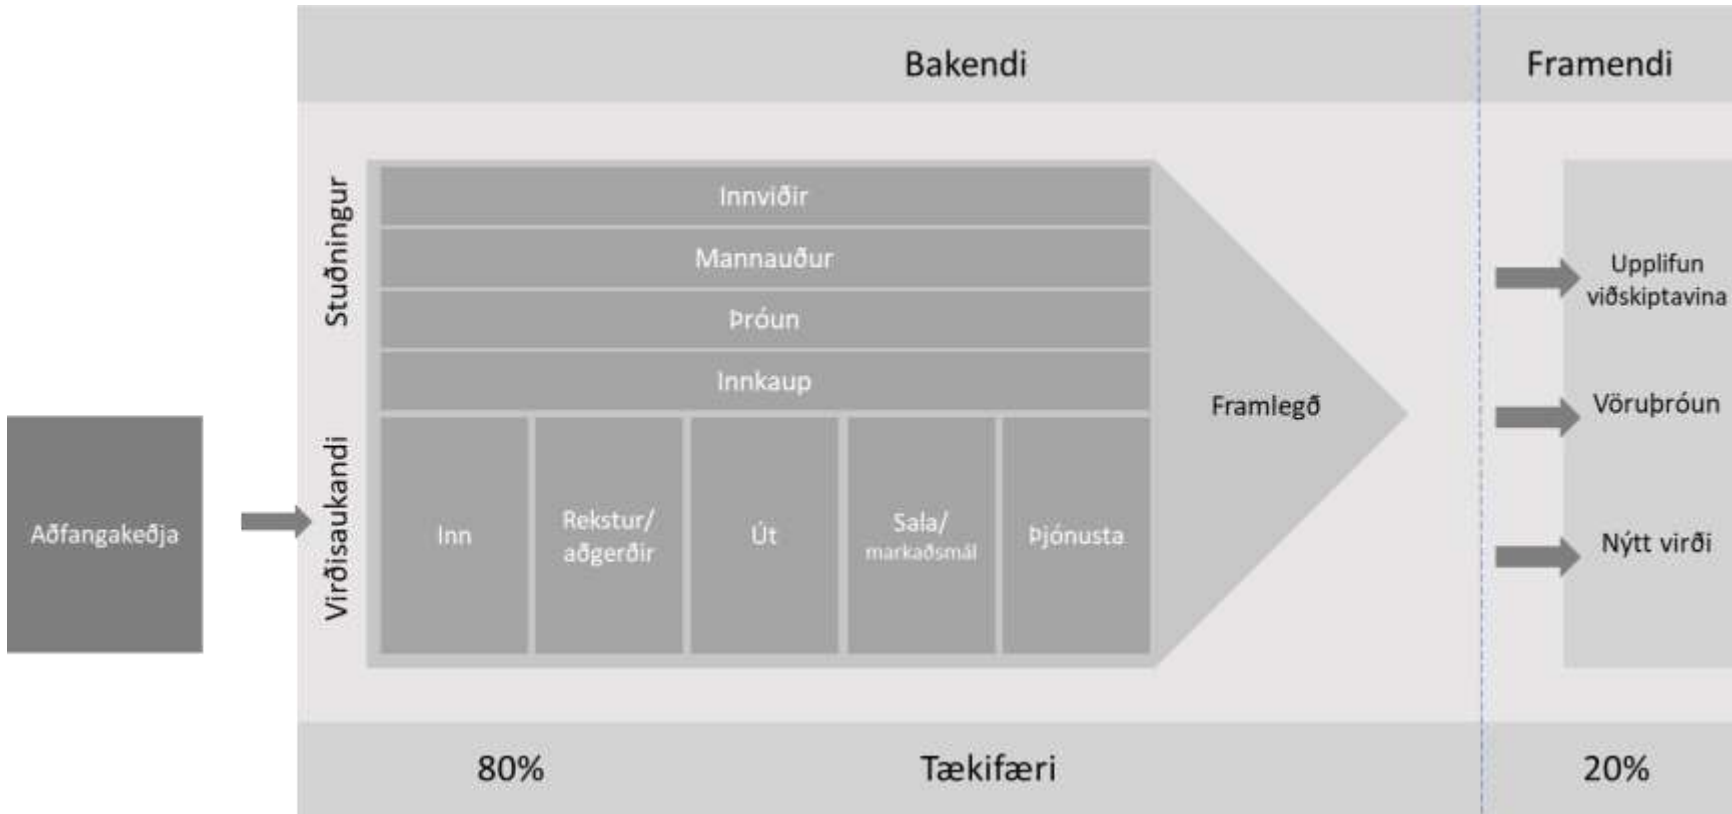 Bakendi
Framendi
Stuðningur
Innviðir
Mannauður
Þróun
Innkaup
Virðisaukandi
Aðfangakeðja
Inn
Rekstur/
aðgerðir
Út
Sala/
markaðsmál
Þjónusta
Framlegð
Upplifun
viðskiptavina
Vöruþróun
Nýtt virði
80%
Tækifæri
20%